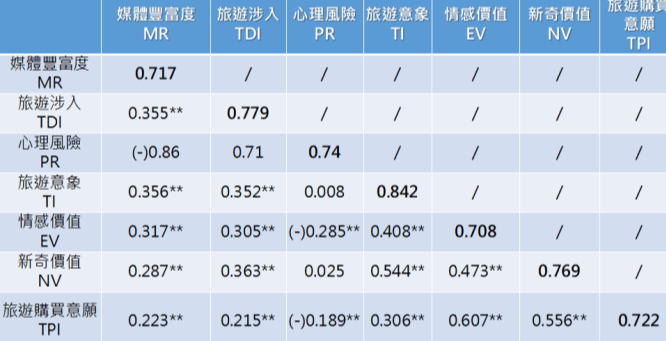 媒體豐富度 旅遊涉入 心理風險 旅遊意象 情感價值 新奇價值 旅遊購買
MR TDI PR TI EV NV 意願
TPI
媒體豐富度 0.717 / / / / / /
MR
旅遊涉入 0.355** 0.779 / / / / /
TDI
心理風險 (-)0.86 0.71 0.74 / / / /
PR
旅遊意象 0.356** 0.352** 0.008 0.842 / / /
TI
情感價值 0.317** 0.305** (-)0.285** 0.408** 0.708 / /
EV
新奇價值 0.287** 0.363** 0.025 0.544** 0.473** 0.769 /
NV
旅遊購買意願 0.223** 0.215** (-)0.189** 0.306** 0.607** 0.556** 0.722
TPI